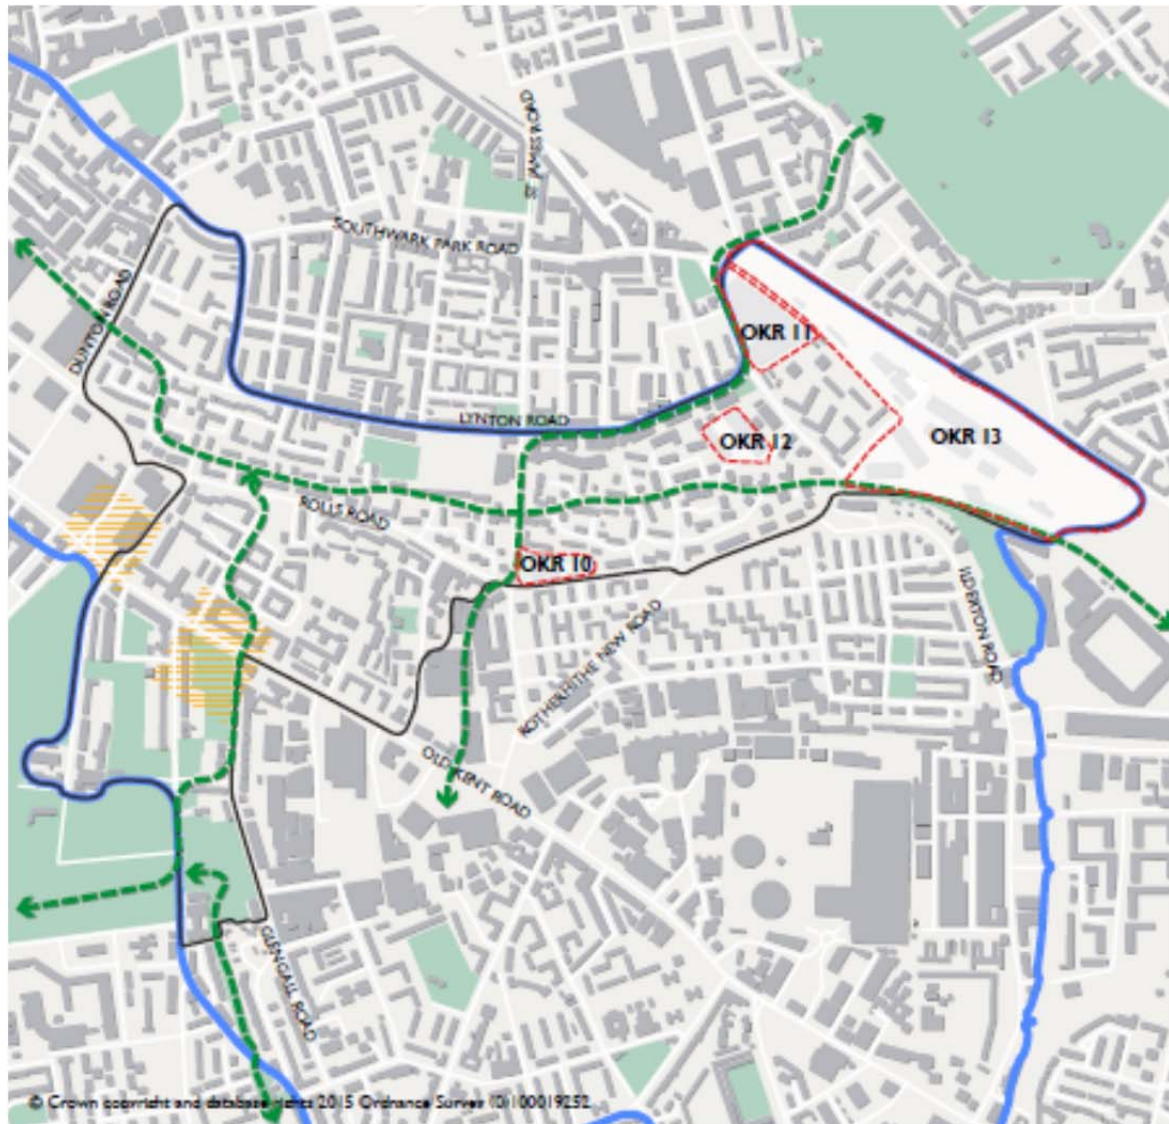 ST JAMES ROAD
SOUTHWARK PARK ROAD
DUNTON ROAD
OKR 11
LYNTON ROAD
OKR 12
OKR 13
ROLLS ROAD
OKR 10
ILDERTON ROAD
ROTHERHITHE NEW ROAD
OLD KENT ROAD
GLENGALL ROAD
© Crown copyright and database rights 2015 Ordnance Survey (0)100019252